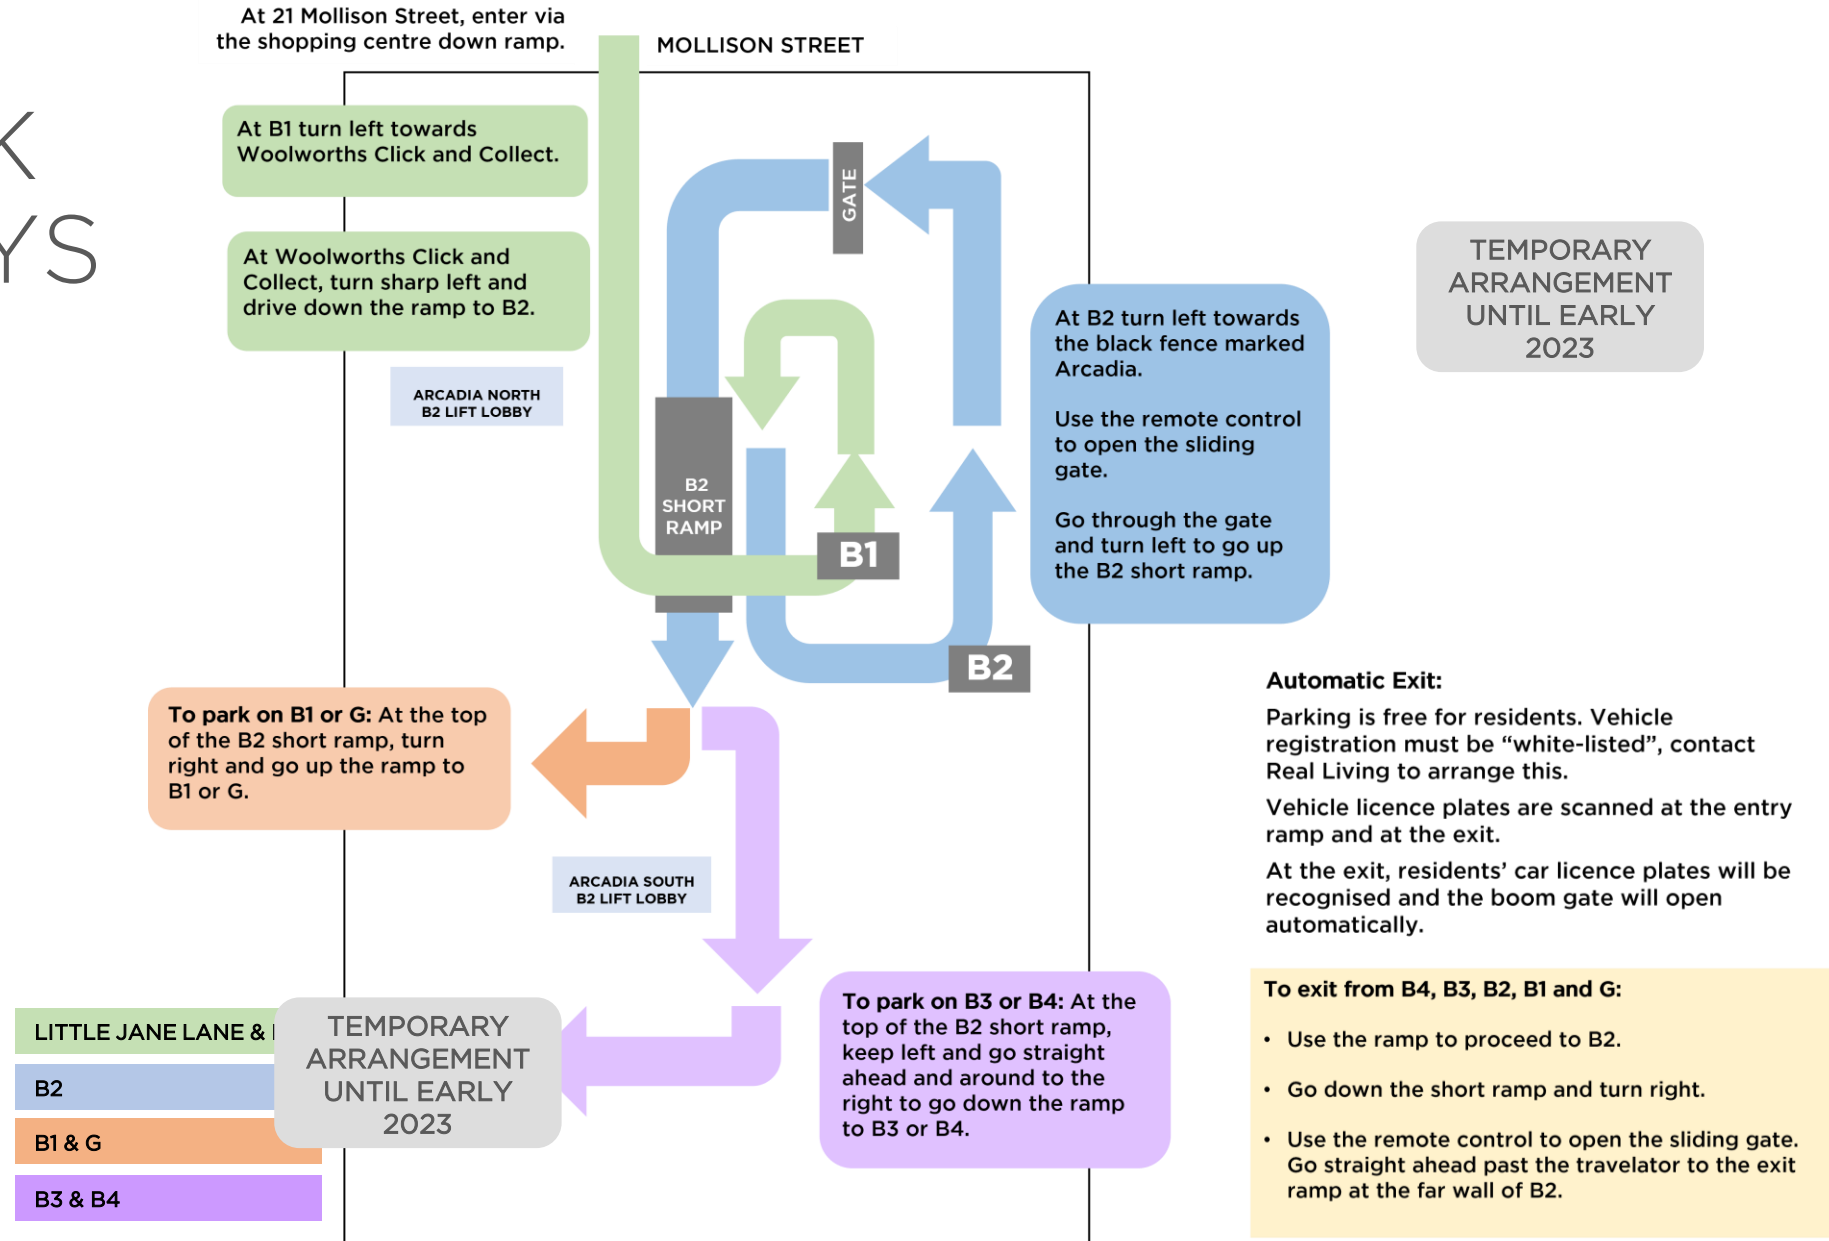 At 21 Mollison Street, enter via
the shopping centre down ramp.
MOLLISON STREET
K
YS
At B1 turn left towards
Woolworths Click and Collect.
At Woolworths Click and
Collect, turn sharp left and
drive down the ramp to B2.
ARCADIA NORTH
B2 LIFT LOBBY
GATE
B2
SHORT
RAMP
B1
B2
At B2 turn left towards
the black fence marked
Arcadia.
Use the remote control
to open the sliding
gate.
Go through the gate
and turn left to go up
the B2 short ramp.
TEMPORARY
ARRANGEMENT
UNTIL EARLY
2023
To park on B1 or G: At the top
of the B2 short ramp, turn
right and go up the ramp to
B1 or G.
ARCADIA SOUTH
B2 LIFT LOBBY
To park on B3 or B4: At the
top of the B2 short ramp,
keep left and go straight
ahead and around to the
right to go down the ramp
to B3 or B4.
Automatic Exit:
Parking is free for residents. Vehicle
registration must be “white-listed”, contact
Real Living to arrange this.
Vehicle licence plates are scanned at the entry
ramp and at the exit.
At the exit, residents’ car licence plates will be
recognised and the boom gate will open
automatically.
To exit from B4, B3, B2, B1 and G:
• Use the ramp to proceed to B2.
• Go down the short ramp and turn right.
• Use the remote control to open the sliding gate.
Go straight ahead past the travelator to the exit
ramp at the far wall of B2.
LITTLE JANE LANE &
B2
B1 & G
B3 & B4
TEMPORARY
ARRANGEMENT
UNTIL EARLY
2023